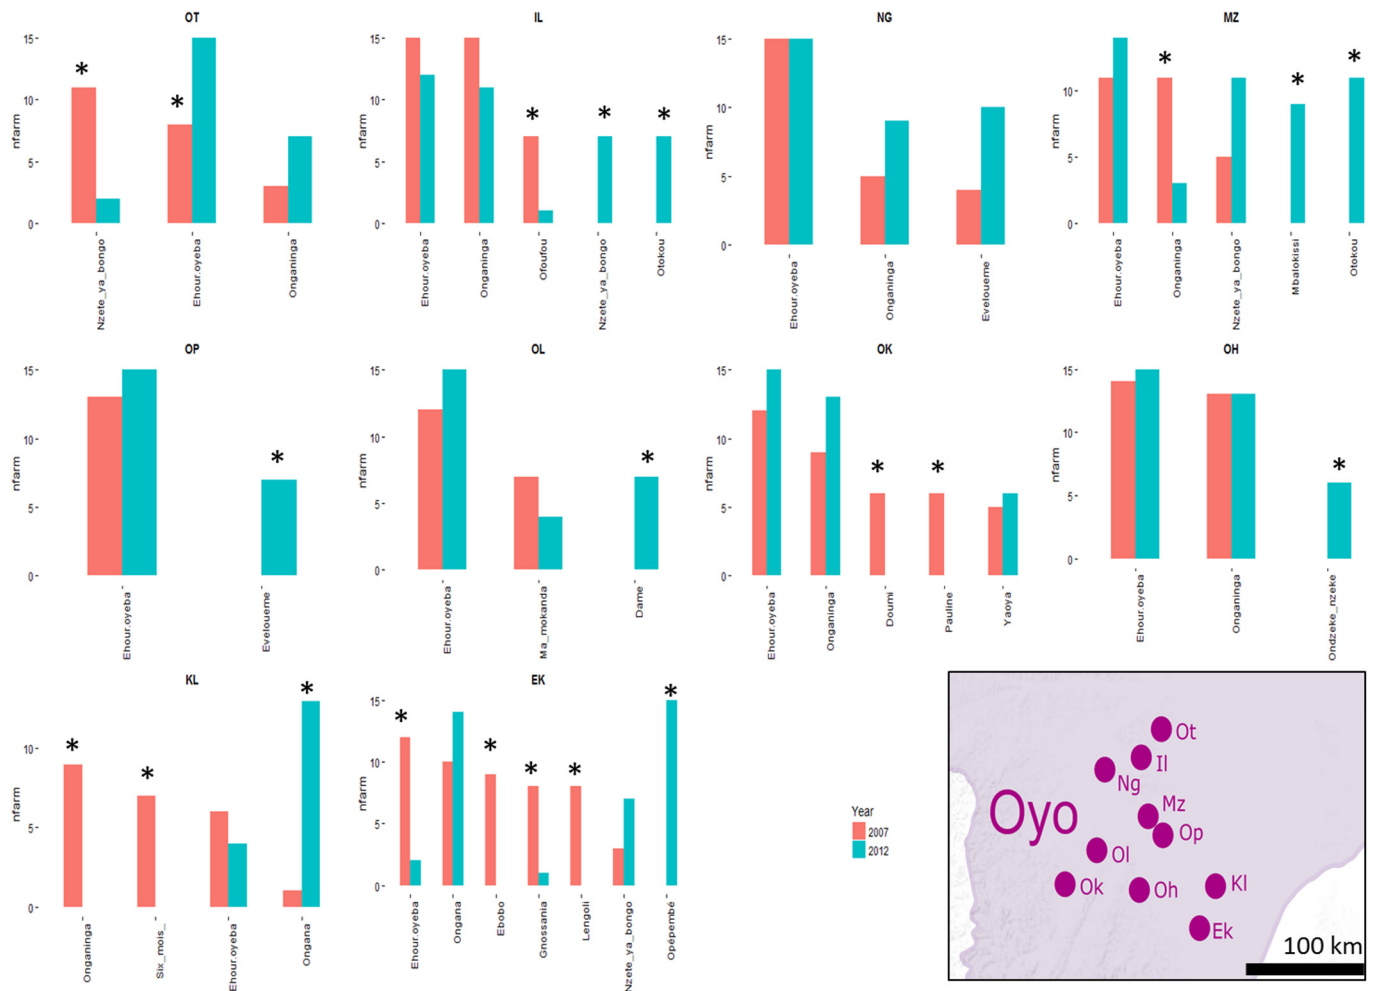 OT
nfarm
15
10
5
0
*
*
Nzete_ya_bongo
Ehour.oyeba
Onganinga
IL
nfarm
15
10
5
0
*
*
*
Ehour.oyeba
Onganinga
Ofoufou
Nzete_ya_bongo
Otokou
NG
nfarm
15
10
5
0
Ehour.oyeba
Onganinga
Eveloueme
MZ
nfarm
10
5
0
*
*
*
Ehour.oyeba
Onganinga
Nzete_ya_bongo
Mbalokissi
Otokou
OP
nfarm
15
10
5
0
*
Ehour.oyeba
Eveloueme
OL
nfarm
15
10
5
0
*
Ehour.oyeba
Ma_mokanda
Dame
OK
nfarm
15
10
5
0
*
*
Ehour.oyeba
Onganinga
Doumi
Pauline
Yaoya
OH
nfarm
15
10
5
0
*
Ehour.oyeba
Onganinga
Ondzeke_nzeke
KL
nfarm
10
5
0
*
*
*
Onganinga
Six_mois_
Ehour.oyeba
Ongana
EK
nfarm
15
10
5
0
*
*
*
*
*
Ehour.oyeba
Ongana
Ebobo
Gnossania
Lengoli
Nzete_ya_bongo
Opépembé
Year
2007
2012
Ot
Il
Ng
Oyo
Mz
Op
Ol
Ok
Oh
Kl
Ek
100 km